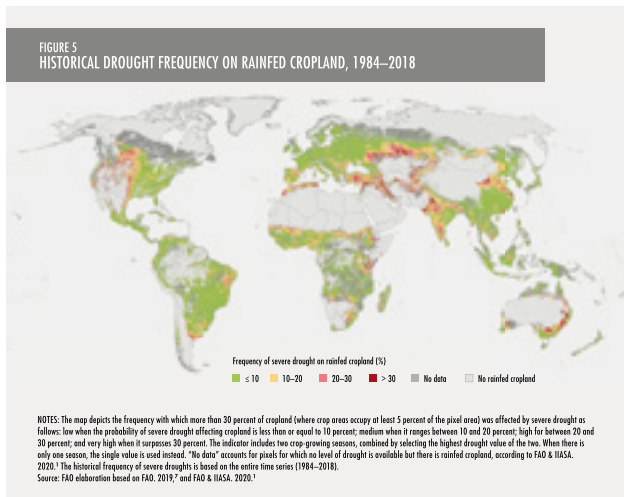 FIGURE 5
HISTORICAL DROUGHT FREQUENCY ON RAINFED CROPLAND, 1984–2018
Frequency of severe drought on rainfed cropland (%)
≤ 10 10–20 20–30 > 30 No data No rainfed cropland
NOTES: The map depicts the frequency with which more than 30 percent of cropland (where crop areas occupy at least 5 percent of the pixel area) was affected by severe drought as
follows: low when the probability of severe drought affecting cropland is less than or equal to 10 percent; medium when it ranges between 10 and 20 percent; high for between 20 and
30 percent; and very high when it surpasses 30 percent. The indicator includes two crop-growing seasons, combined by selecting the highest drought value of the two. When there is
only one season, the single value is used instead. “No data” accounts for pixels for which no level of drought is available but there is rainfed cropland, according to FAO & IIASA.
2020.¹ The historical frequency of severe droughts is based on the entire time series (1984–2018).
Source: FAO elaboration based on FAO. 2019,⁷ and FAO & IIASA. 2020.¹